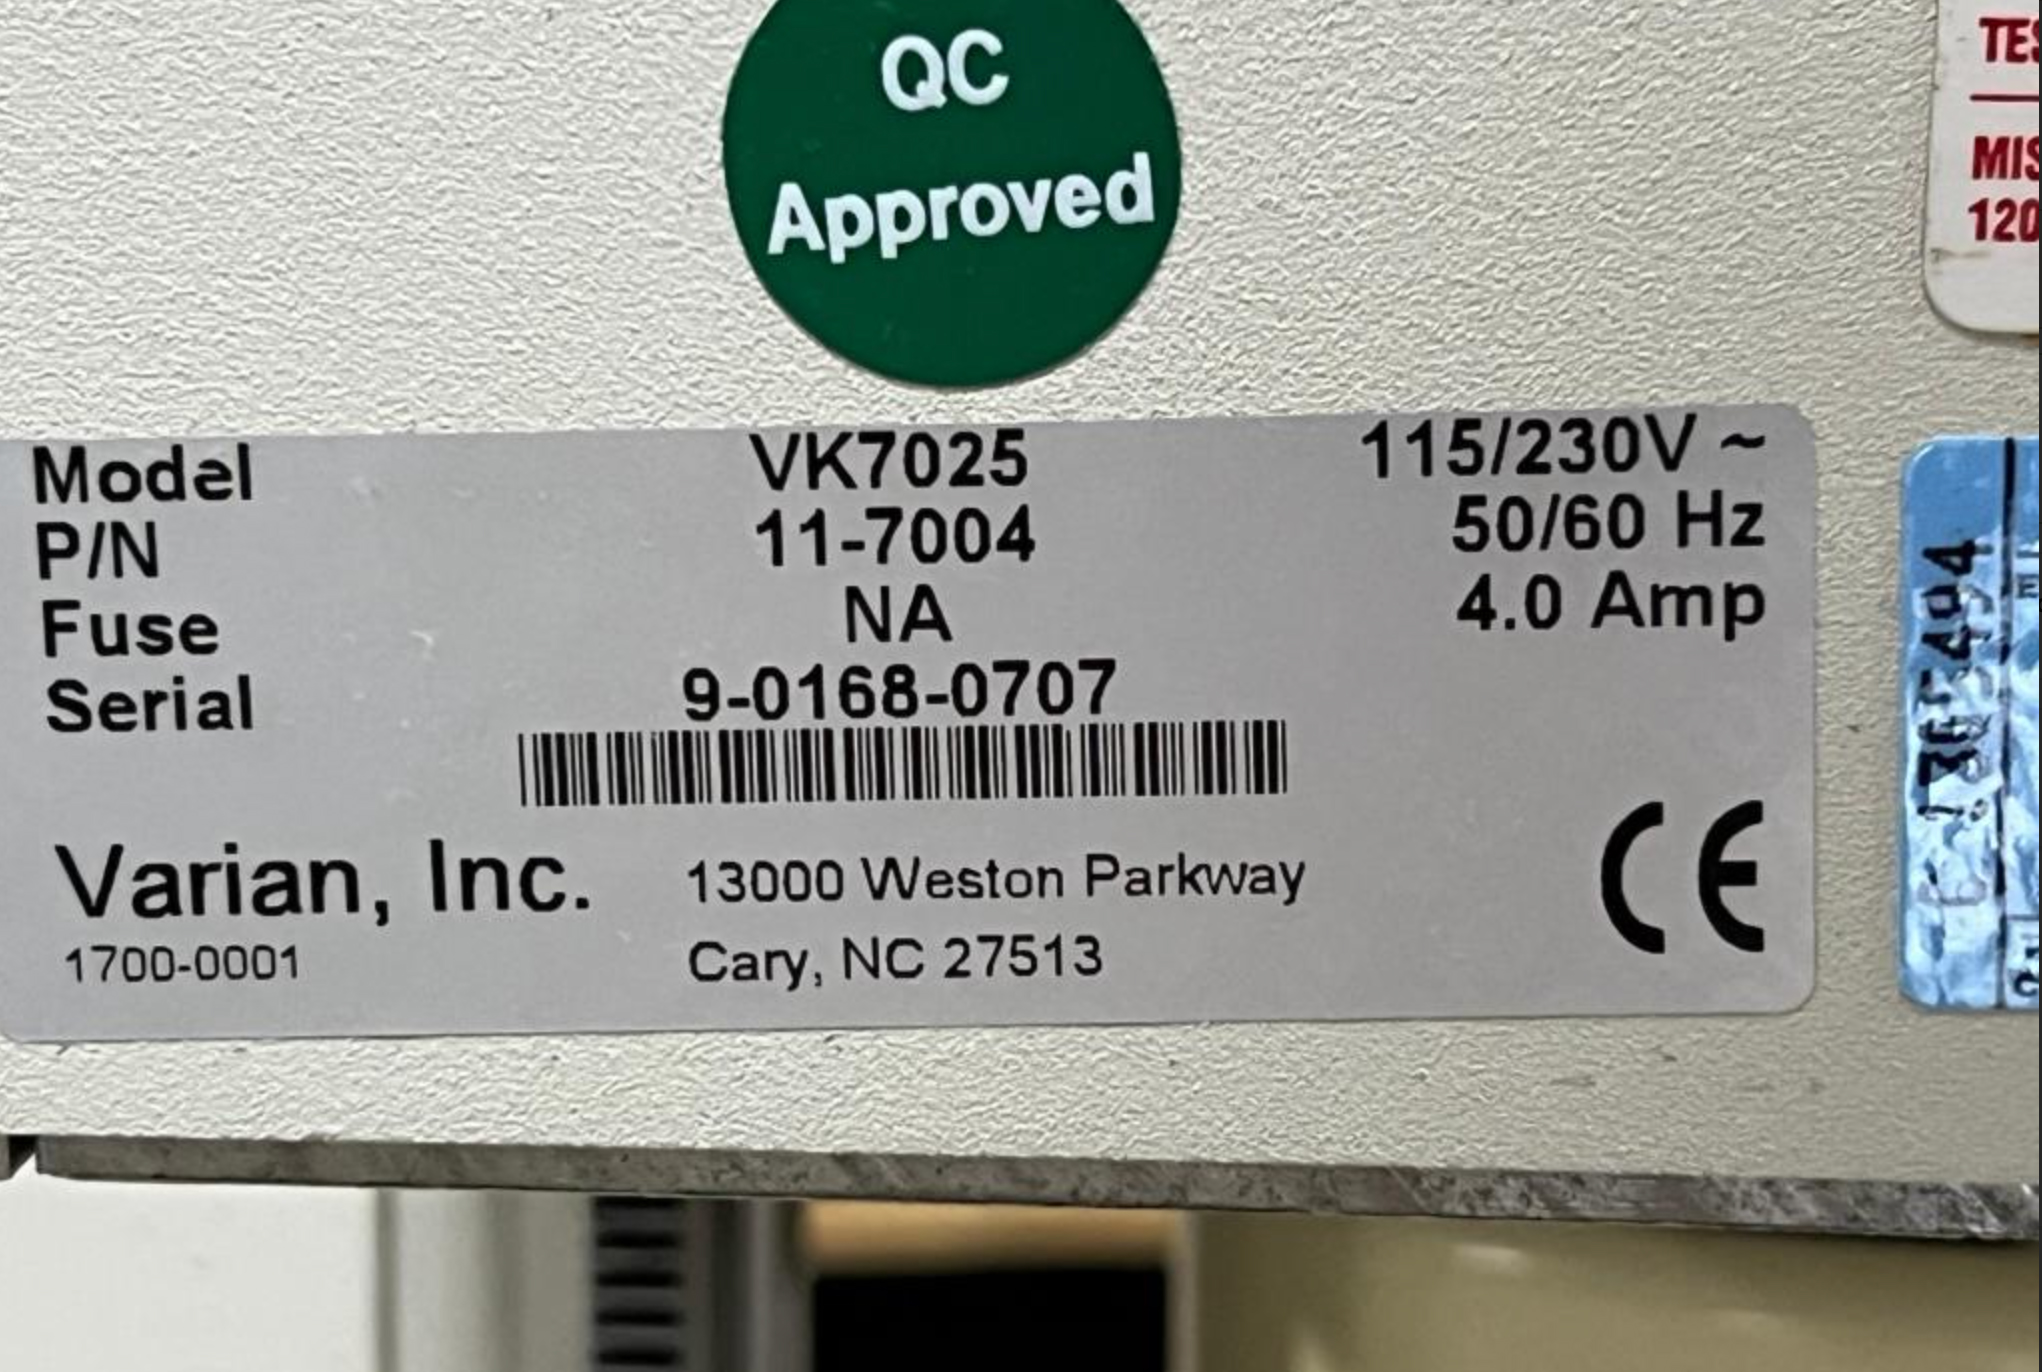 QC
Approved
Model VK7025 115/230V ~
P/N 11-7004 50/60 Hz
Fuse NA 4.0 Amp
Serial 9-0168-0707
Varian, Inc. 13000 Weston Parkway
1700-0001 Cary, NC 27513
CE
120